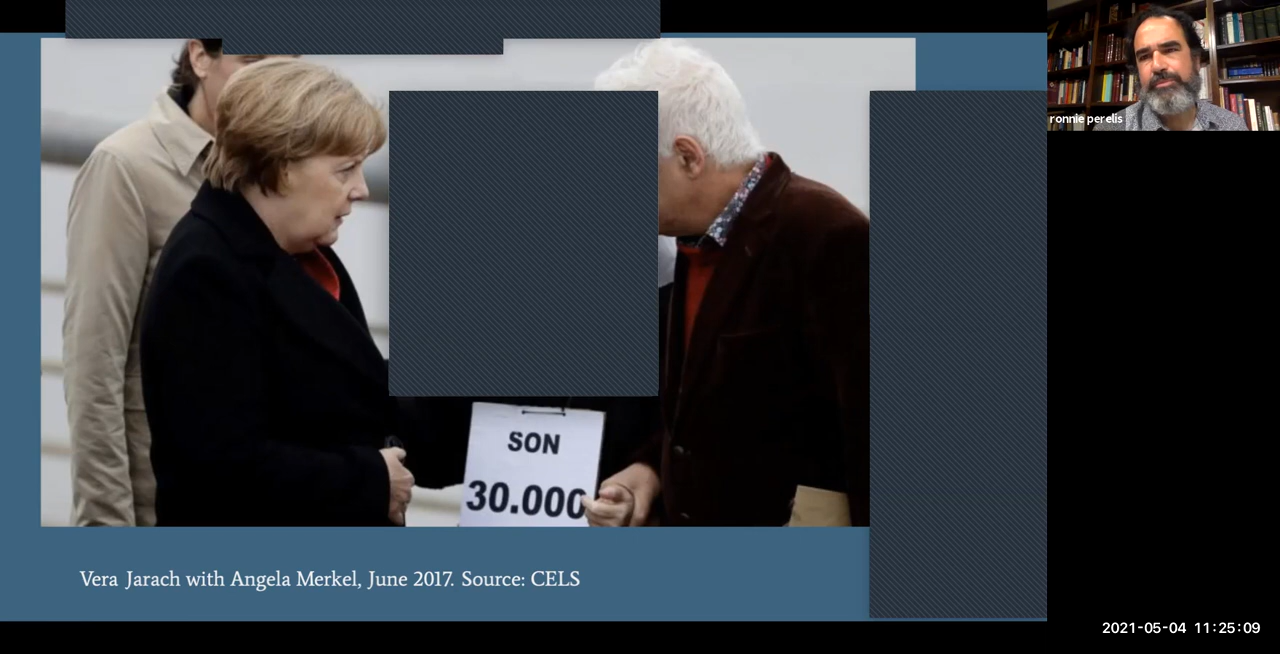 ronnie perelis
SON
30.000
Vera Jarach with Angela Merkel, June 2017. Source: CELS
2021-05-04 11:25:09